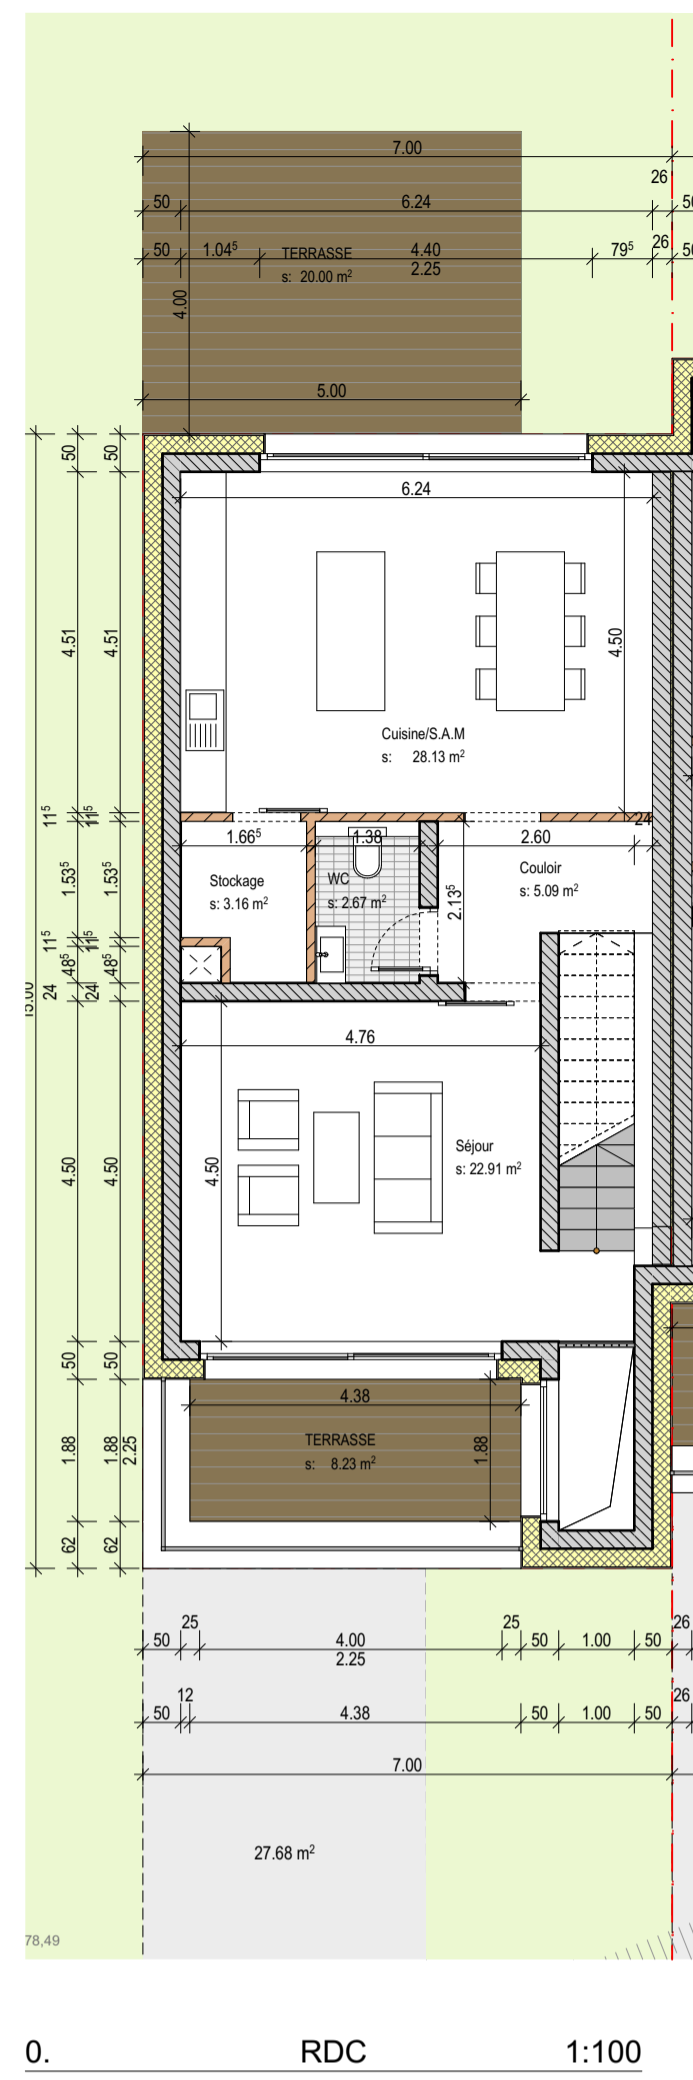 7.00
26
50 6.24 50
50 1.04⁵ TERRASSE 4.40 79⁵ 26 50
2.25
s: 20.00 m²
4.00
5.00
50 50
6.24
4.51 4.51
4.50
Cuisine/S.A.M
s: 28.13 m²
11⁵ 11⁵
24
1.66⁵ 1.38 2.60
1.53⁵ 1.53⁵
Stockage
s: 3.16 m²
WC
s: 2.67 m²
2.13⁵
Couloir
s: 5.09 m²
11⁵ 11⁵
48⁵ 48⁵
24 24
15.00
4.76
4.50 4.50
4.50
Séjour
s: 22.91 m²
50 50
4.38
1.88 1.88
2.25
TERRASSE
s: 8.23 m²
1.88
62 62
25 25 26
50 4.00 50 1.00 50
2.25
12 26
50 4.38 50 1.00 50
7.00
27.68 m²
78,49
0. RDC 1:100